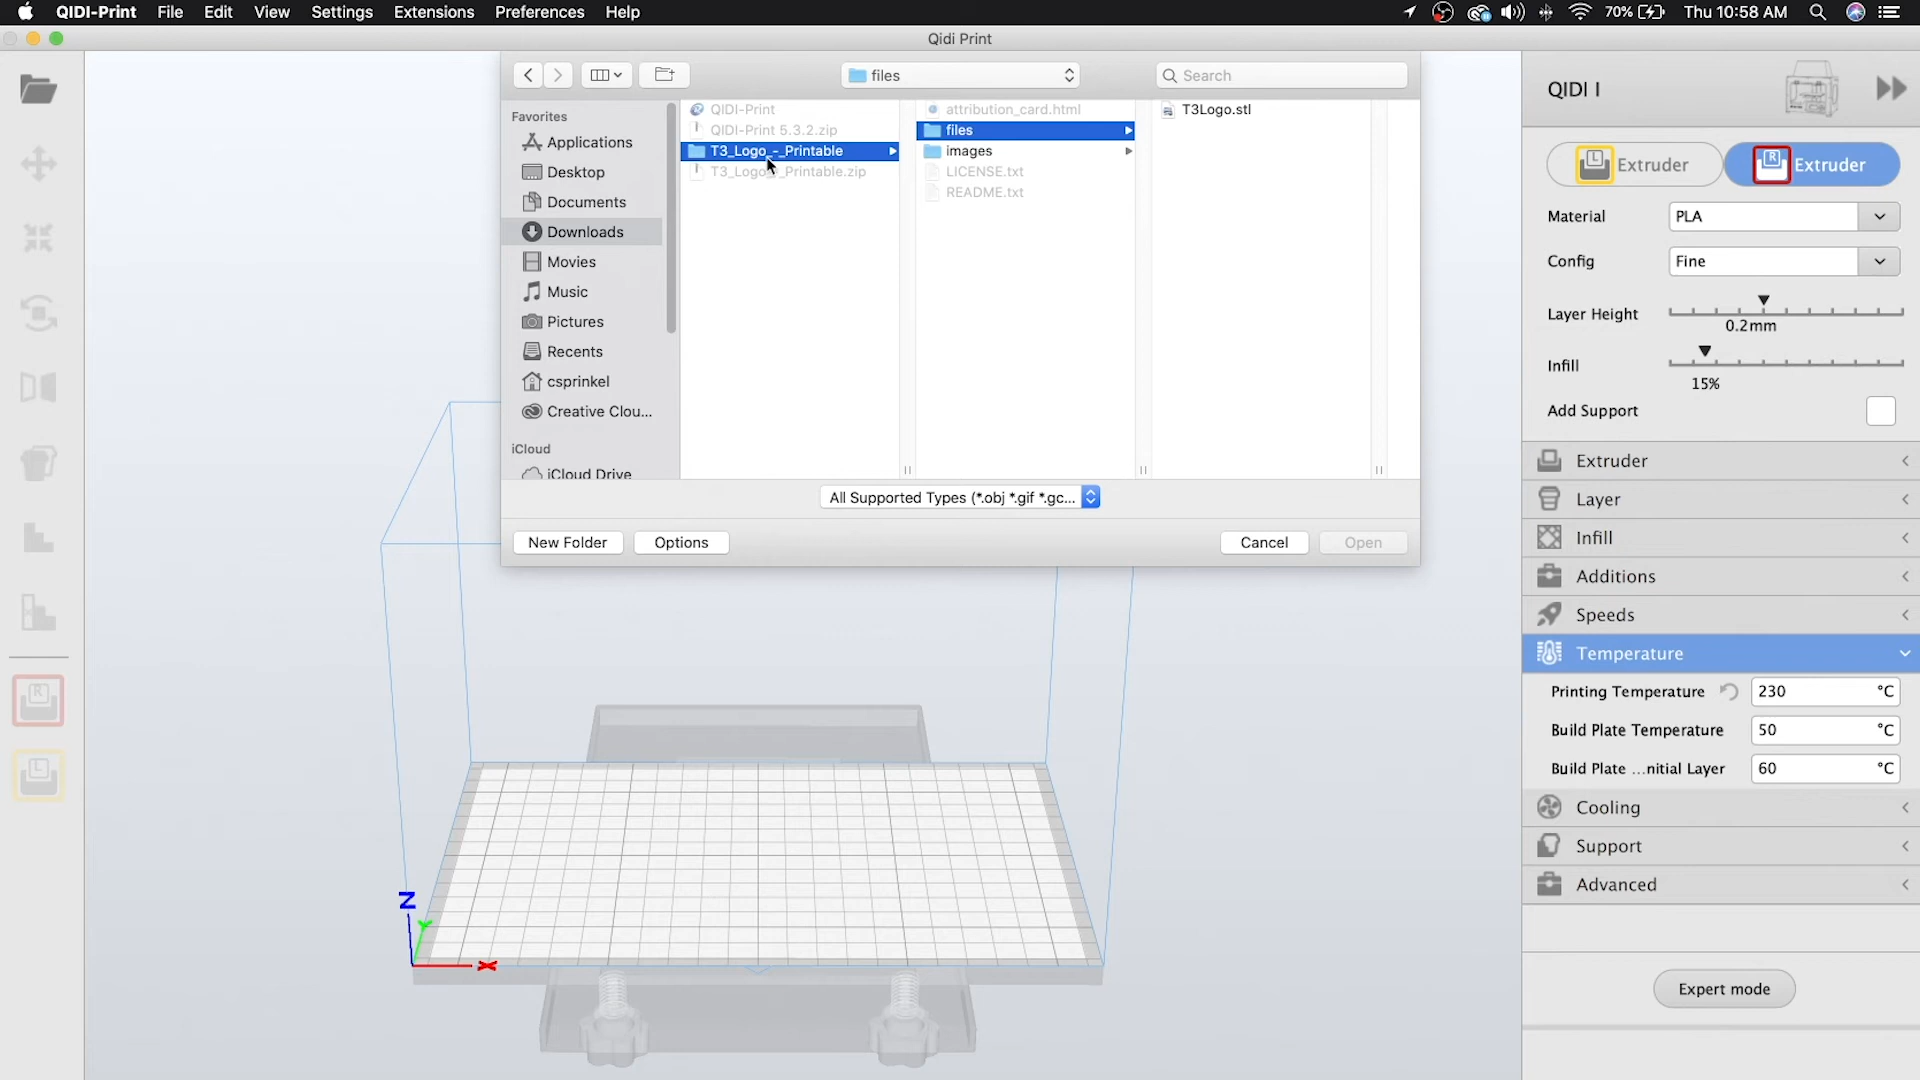 QIDI-Print File Edit View Settings Extensions Preferences Help 70% Thu 10:58 AM
Qidi Print
files
Search
Favorites
Applications
Desktop
Documents
Downloads
Movies
Music
Pictures
Recents
csprinkel
Creative Clou...
iCloud
iCloud Drive
QIDI-Print
QIDI-Print 5.3.2.zip
T3_Logo_-_Printable
T3_Logo_-_Printable.zip
attribution_card.html
files
images
LICENSE.txt
README.txt
T3Logo.stl
All Supported Types (*.obj *.gif *.gc...
New Folder Options Cancel Open
QIDI I
L Extruder R Extruder
Material PLA
Config Fine
Layer Height 0.2mm
Infill 15%
Add Support
Extruder
Layer
Infill
Additions
Speeds
Temperature
Printing Temperature 230 °C
Build Plate Temperature 50 °C
Build Plate ...nitial Layer 60 °C
Cooling
Support
Advanced
Expert mode
R
L
Z
Y
X